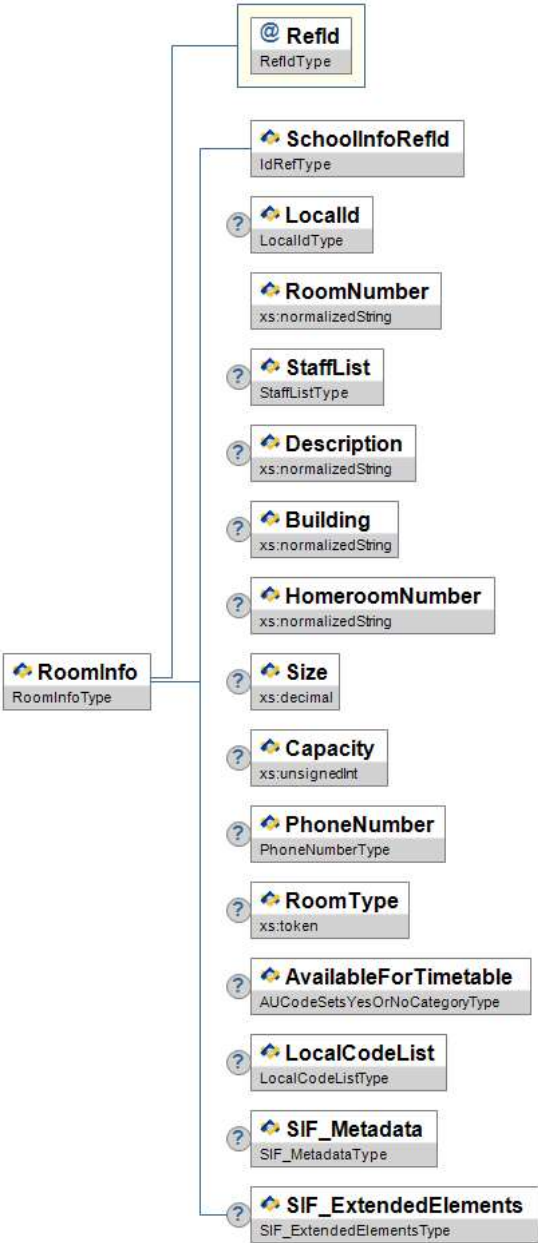 @ RefId
RefIdType
SchoolInfoRefId
IdRefType
? LocalId
LocalIdType
RoomNumber
xs:normalizedString
? StaffList
StaffListType
? Description
xs:normalizedString
? Building
xs:normalizedString
? HomeroomNumber
xs:normalizedString
RoomInfo
RoomInfoType
? Size
xs:decimal
? Capacity
xs:unsignedInt
? PhoneNumber
PhoneNumberType
? RoomType
xs:token
? AvailableForTimetable
AUCodeSetsYesOrNoCategoryType
? LocalCodeList
LocalCodeListType
? SIF_Metadata
SIF_MetadataType
? SIF_ExtendedElements
SIF_ExtendedElementsType